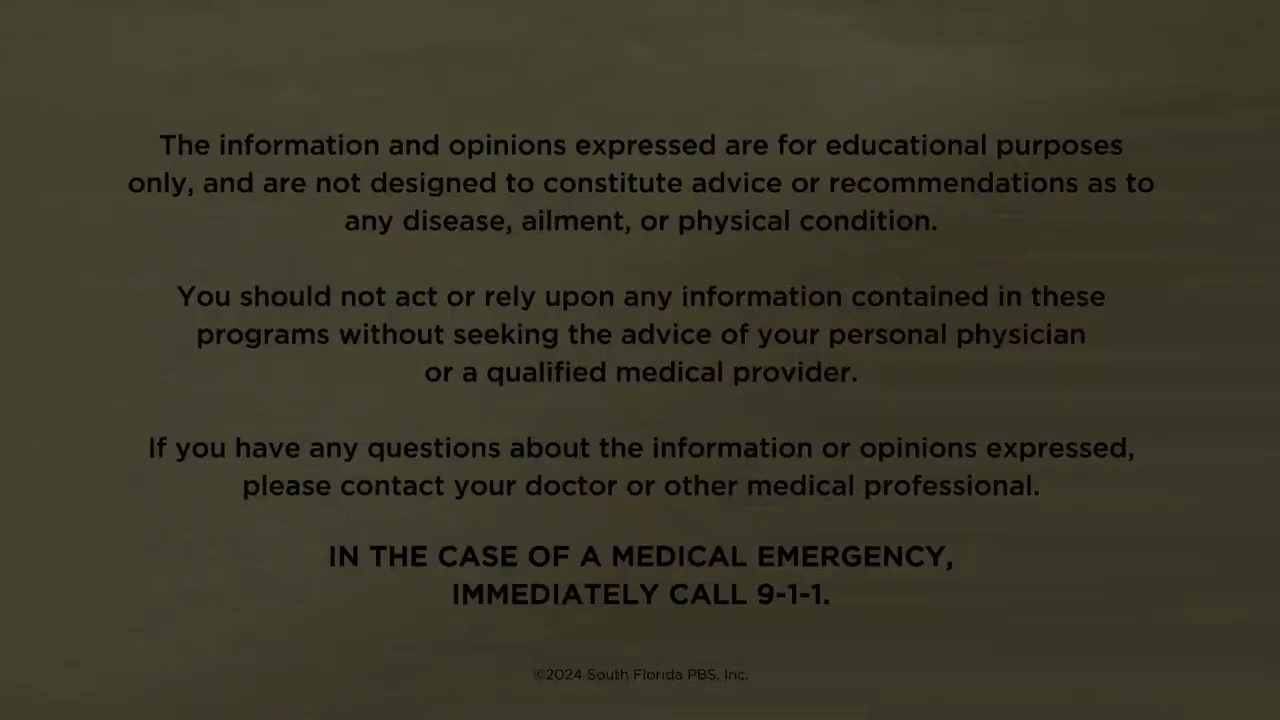 The information and opinions expressed are for educational purposes
only, and are not designed to constitute advice or recommendations as to
any disease, ailment, or physical condition.
You should not act or rely upon any information contained in these
programs without seeking the advice of your personal physician
or a qualified medical provider.
If you have any questions about the information or opinions expressed,
please contact your doctor or other medical professional.
IN THE CASE OF A MEDICAL EMERGENCY,
IMMEDIATELY CALL 9-1-1.
©2024 South Florida PBS, Inc.